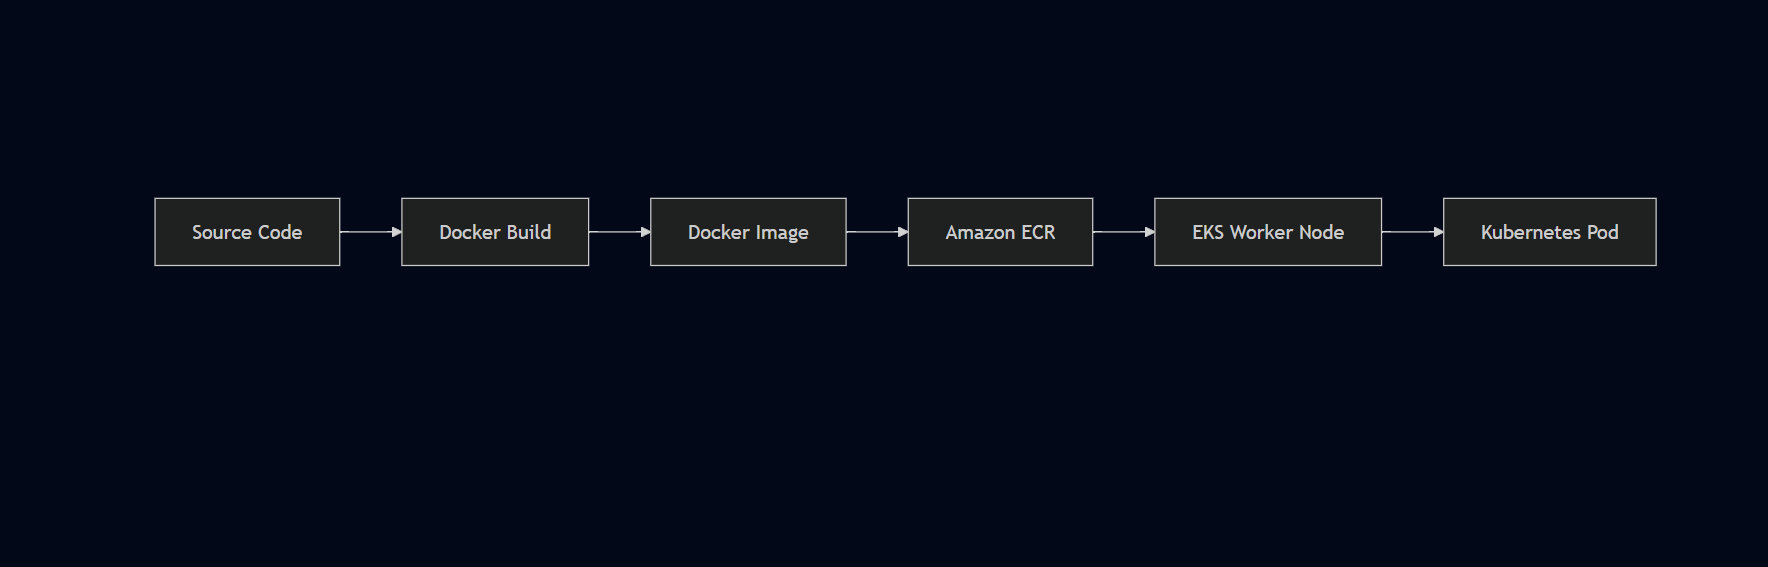 Source Code
Docker Build
Docker Image
Amazon ECR
EKS Worker Node
Kubernetes Pod